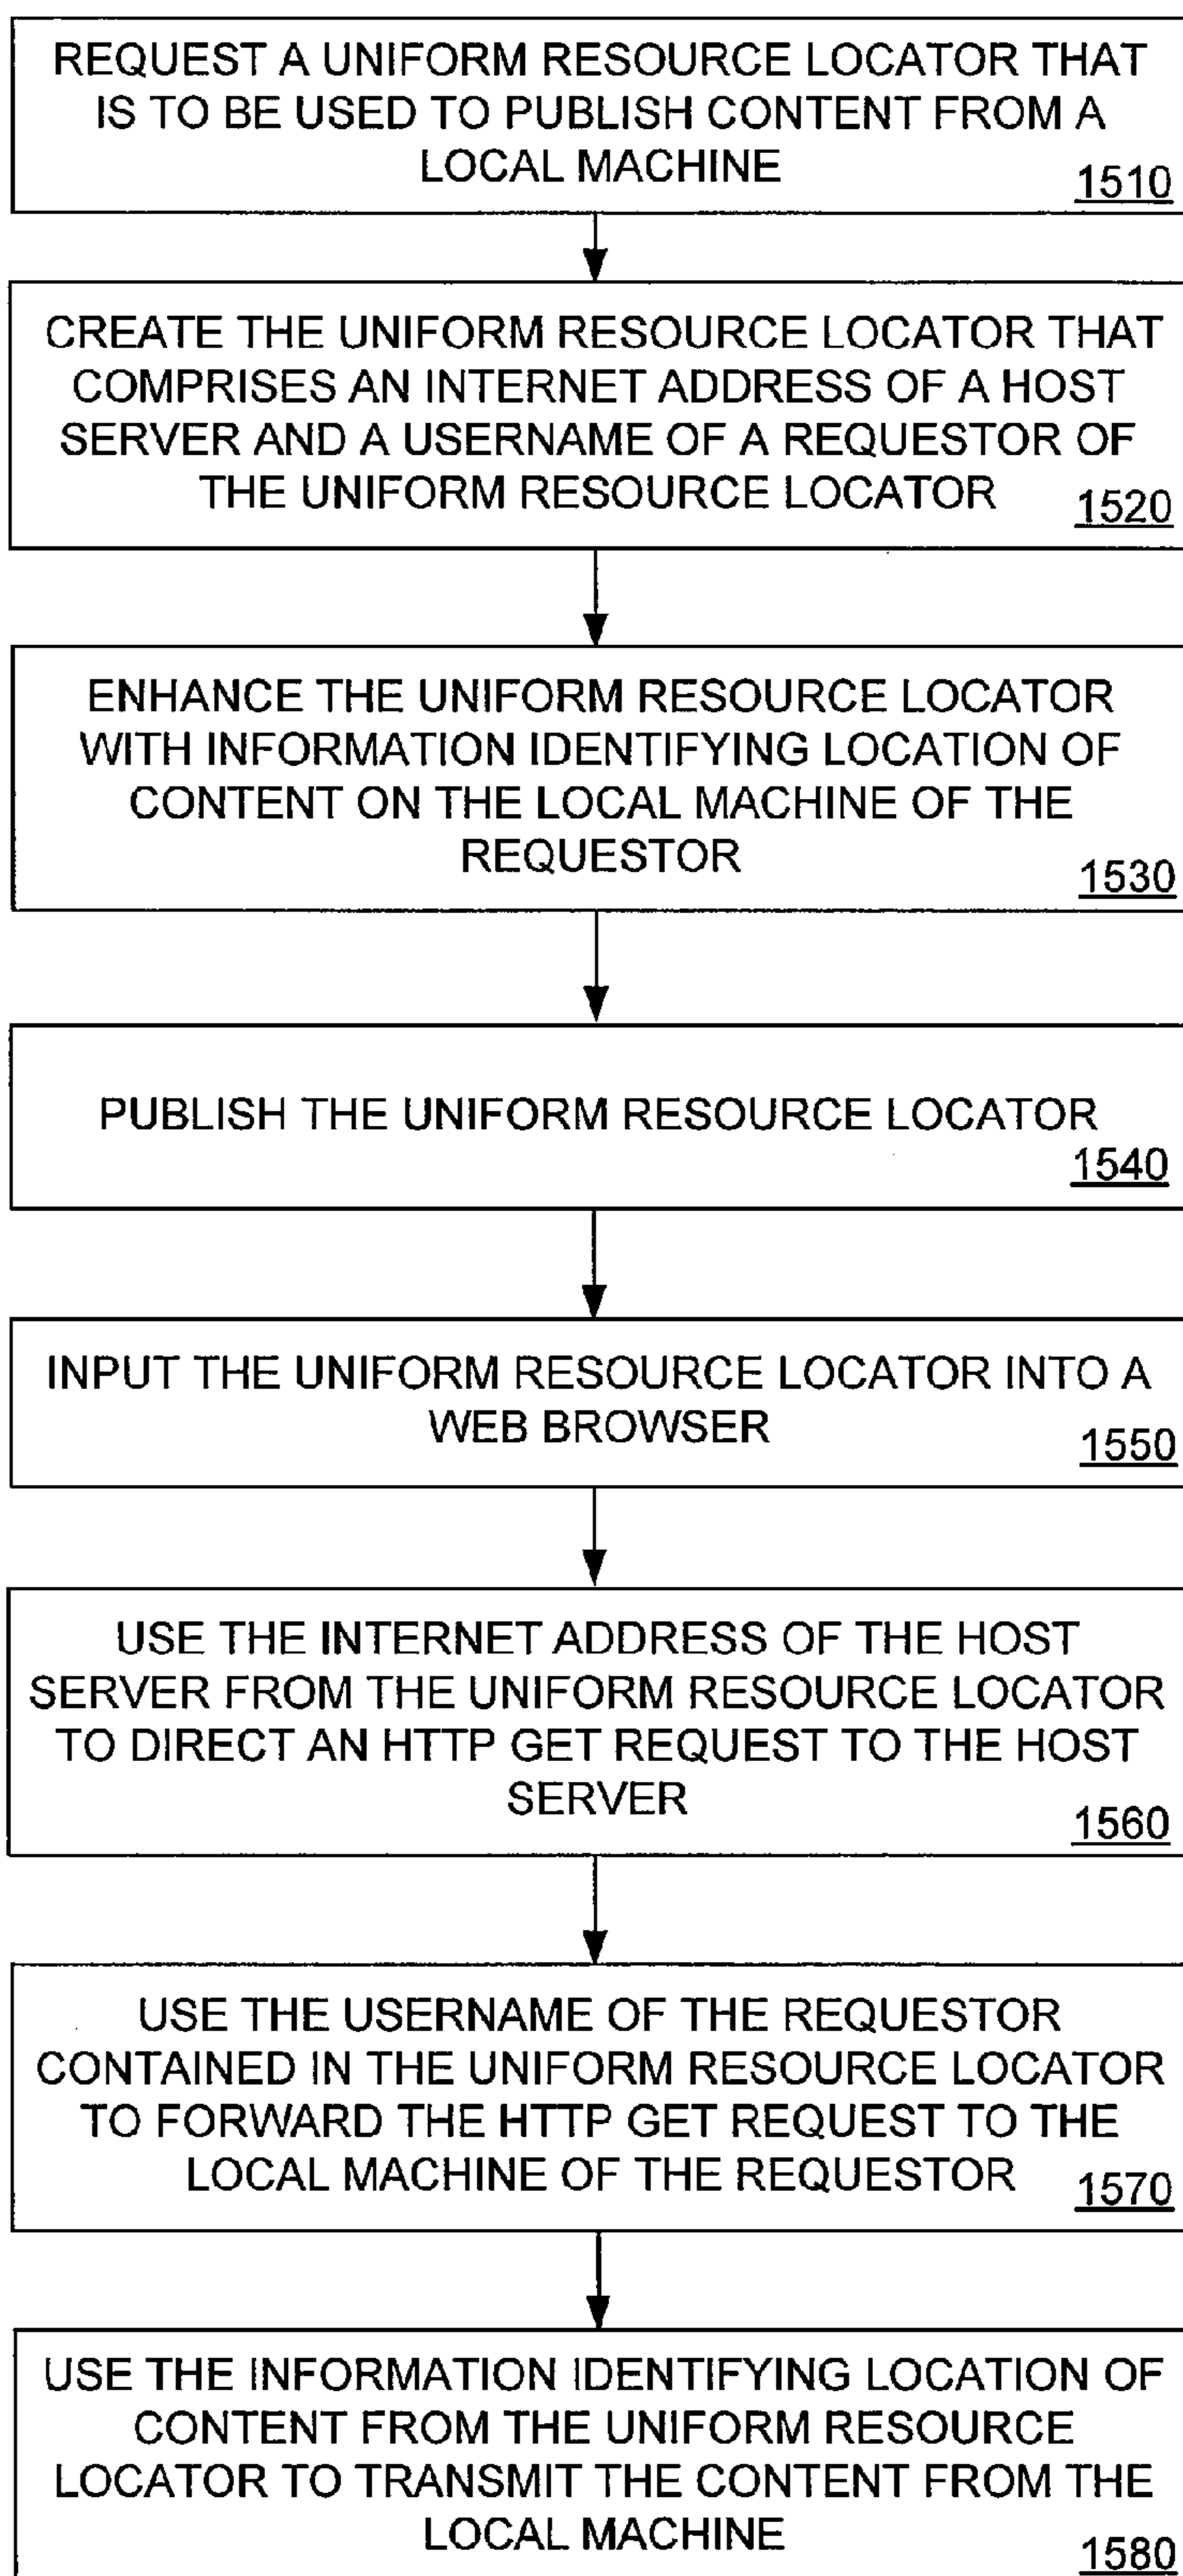 REQUEST A UNIFORM RESOURCE LOCATOR THAT
IS TO BE USED TO PUBLISH CONTENT FROM A
LOCAL MACHINE
1510
CREATE THE UNIFORM RESOURCE LOCATOR THAT
COMPRISES AN INTERNET ADDRESS OF A HOST
SERVER AND A USERNAME OF A REQUESTOR OF
THE UNIFORM RESOURCE LOCATOR
1520
ENHANCE THE UNIFORM RESOURCE LOCATOR
WITH INFORMATION IDENTIFYING LOCATION OF
CONTENT ON THE LOCAL MACHINE OF THE
REQUESTOR
1530
PUBLISH THE UNIFORM RESOURCE LOCATOR
1540
INPUT THE UNIFORM RESOURCE LOCATOR INTO A
WEB BROWSER
1550
USE THE INTERNET ADDRESS OF THE HOST
SERVER FROM THE UNIFORM RESOURCE LOCATOR
TO DIRECT AN HTTP GET REQUEST TO THE HOST
SERVER
1560
USE THE USERNAME OF THE REQUESTOR
CONTAINED IN THE UNIFORM RESOURCE LOCATOR
TO FORWARD THE HTTP GET REQUEST TO THE
LOCAL MACHINE OF THE REQUESTOR
1570
USE THE INFORMATION IDENTIFYING LOCATION OF
CONTENT FROM THE UNIFORM RESOURCE
LOCATOR TO TRANSMIT THE CONTENT FROM THE
LOCAL MACHINE
1580